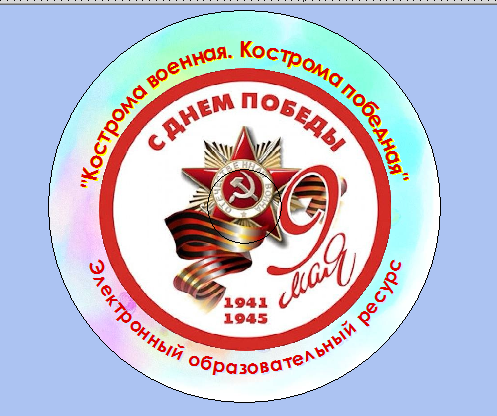 "Кострома военная. Кострома победная"
С ДНЕМ ПОБЕДЫ
9
мая
1941
1945
Электронный образовательный ресурс